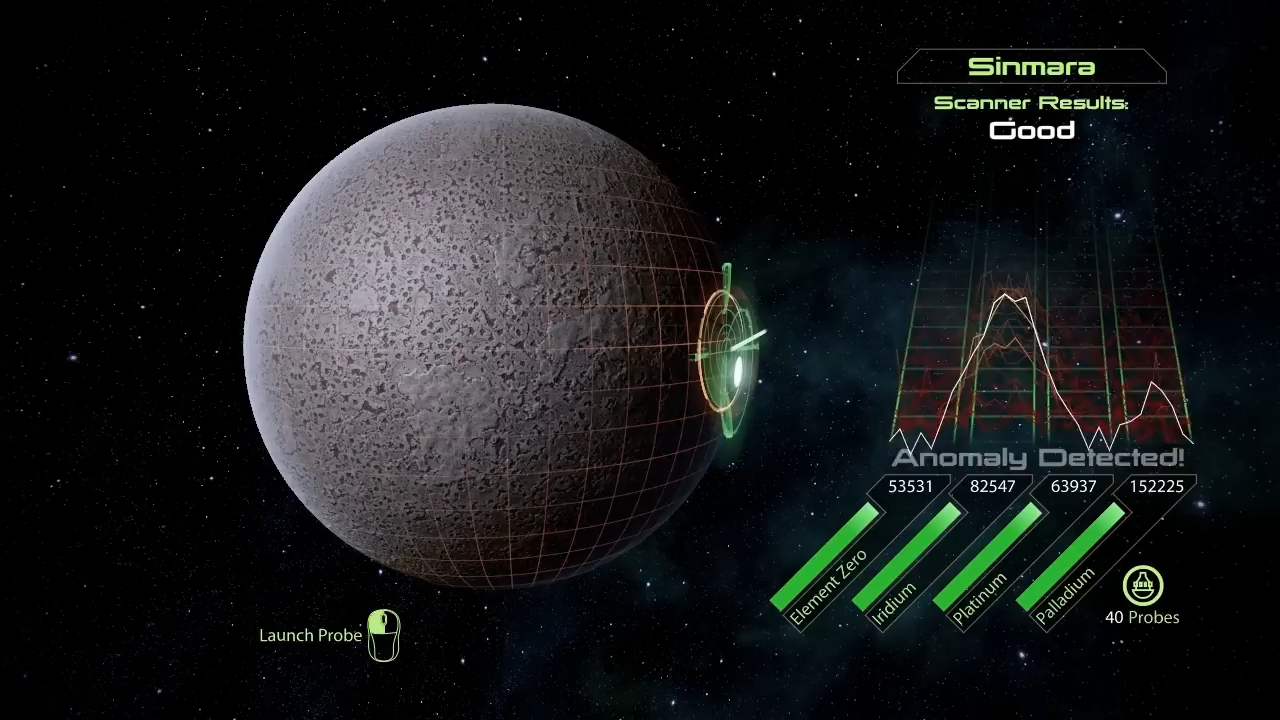 Sinmara
Scanner Results:
Good
Anomaly Detected!
53531 82547 63937 152225
Element Zero
Iridium
Platinum
Palladium
40 Probes
Launch Probe